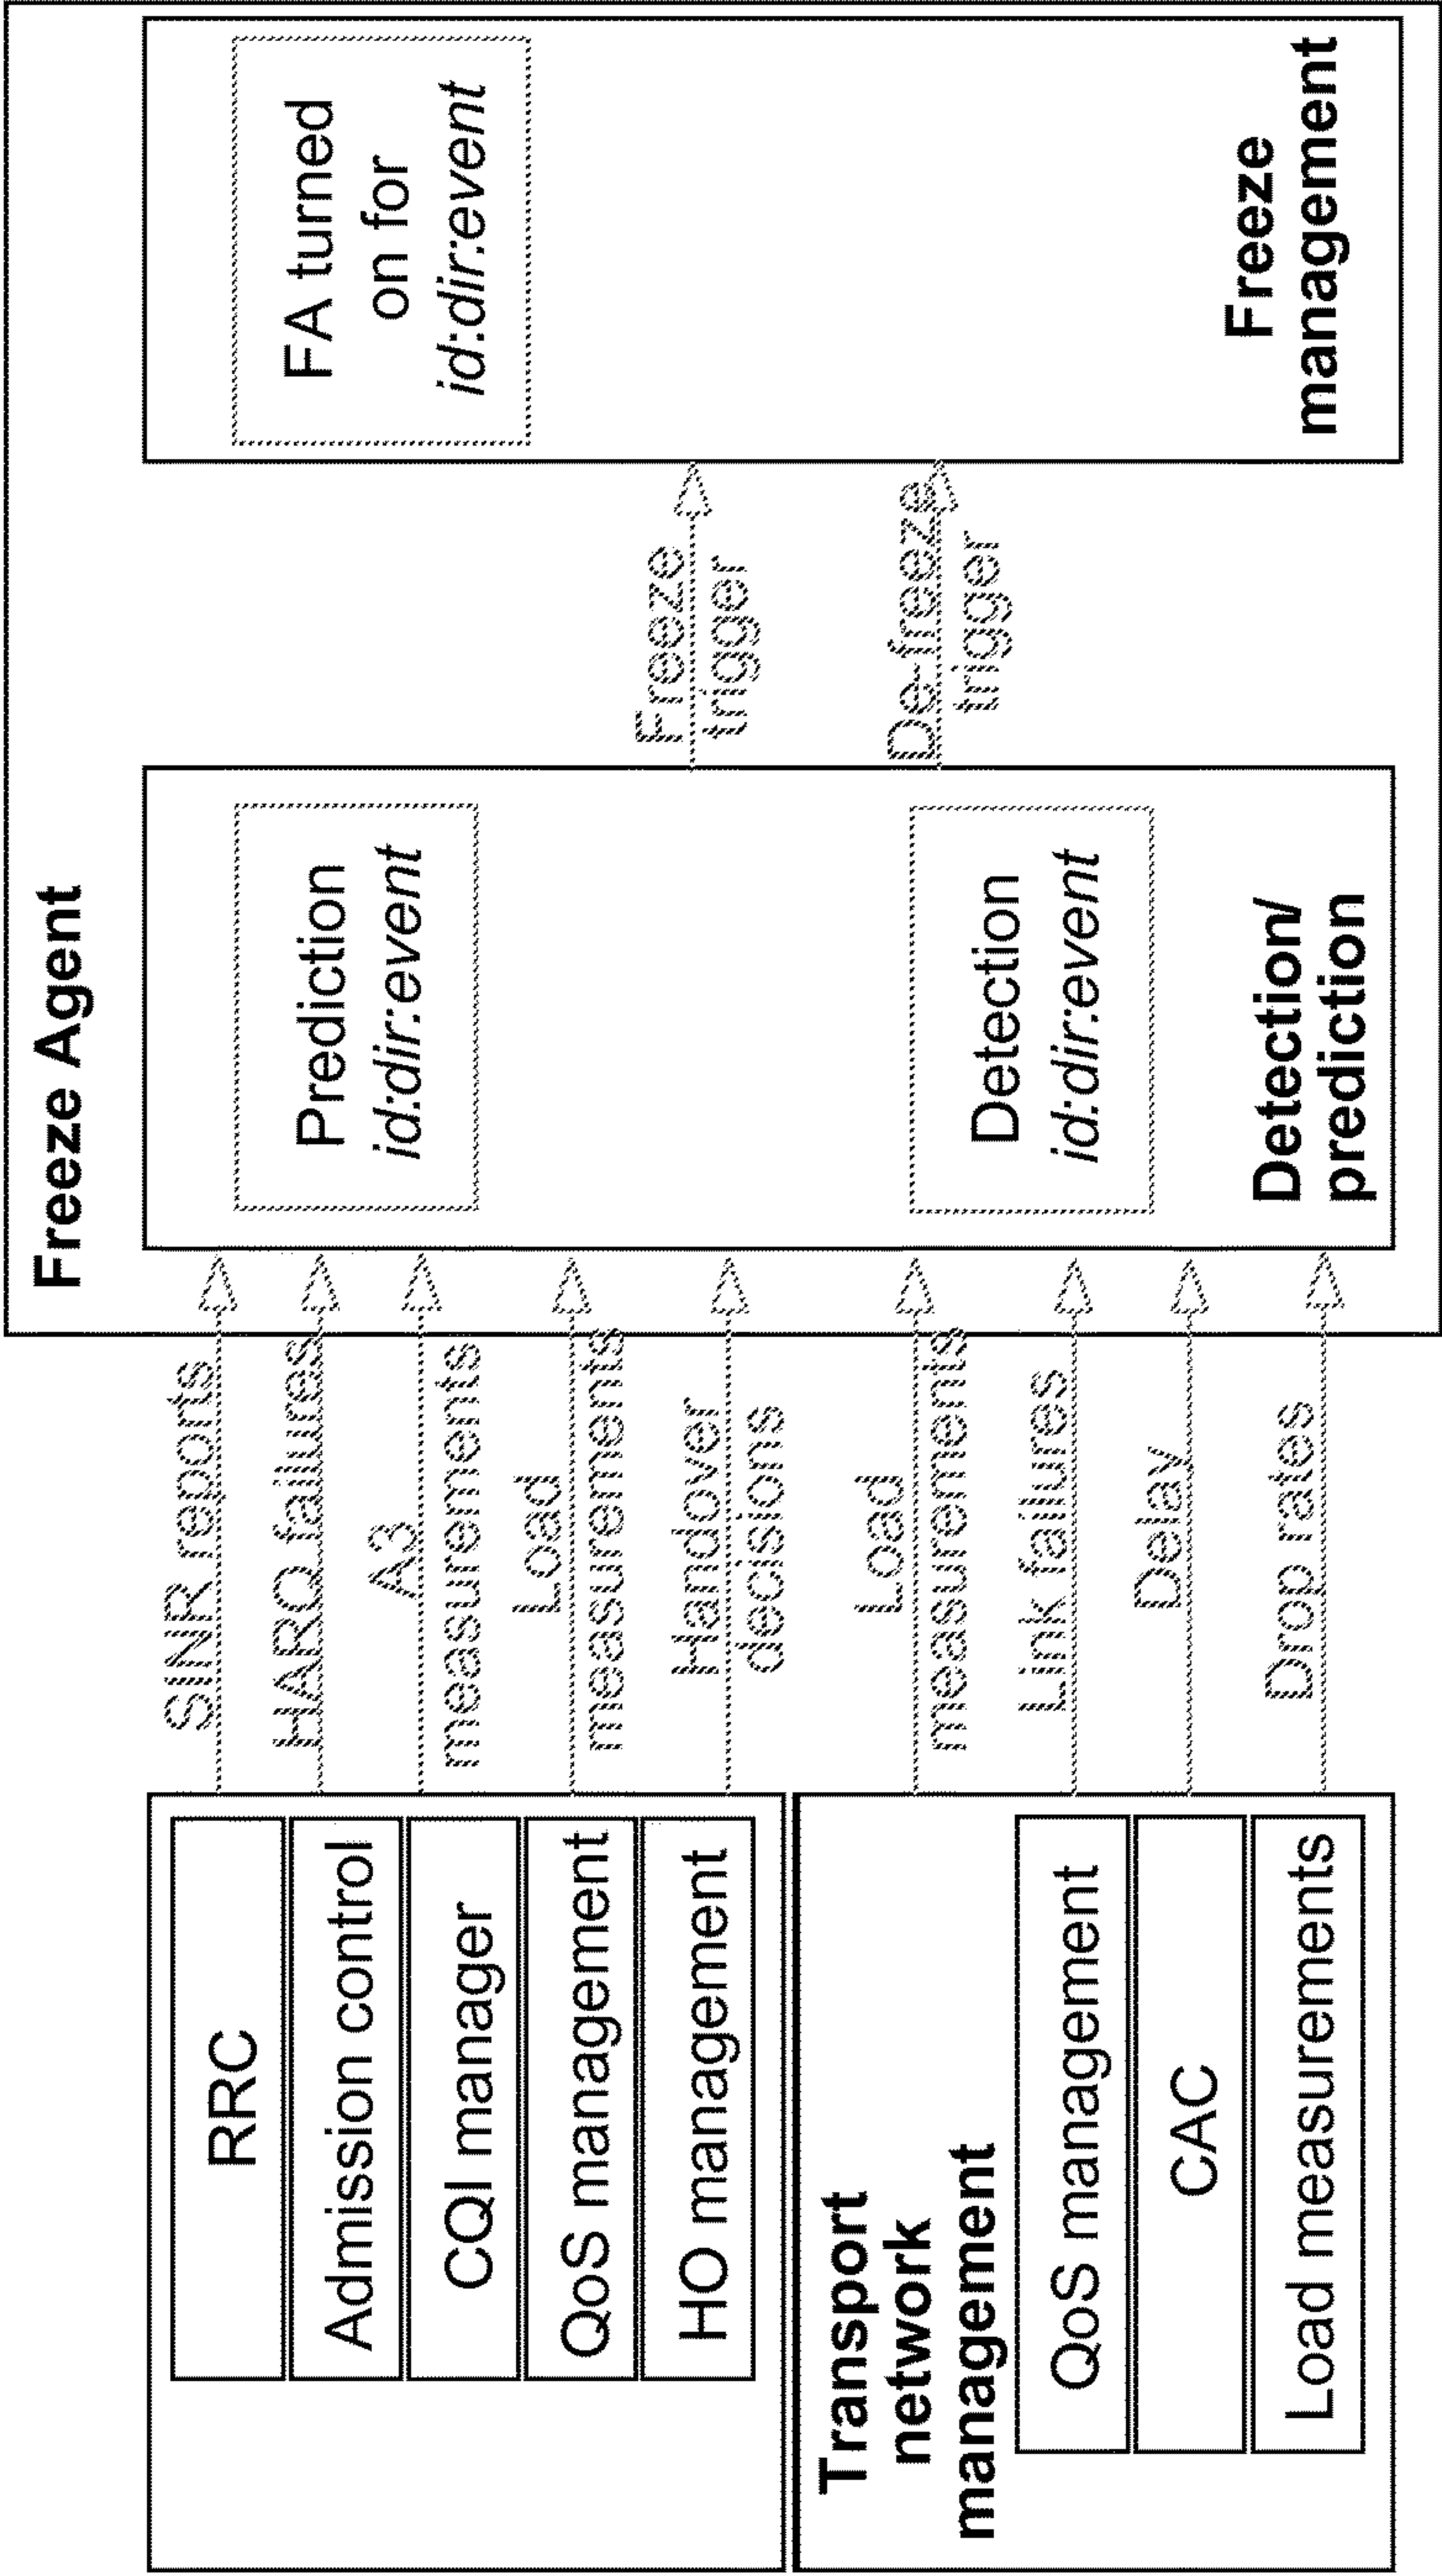 RRC
Admission control
CQI manager
QoS management
HO management
Transport
network
management
QoS management
CAC
Load measurements
SINR reports
HARQ failures
A3
measurements
Load
measurements
Handover
decisions
Load
measurements
Link failures
Delay
Drop rates
Freeze Agent
Prediction
id:dir:event
Detection
id:dir:event
Detection/
prediction
Freeze
trigger
De-freeze
trigger
FA turned
on for
id:dir:event
Freeze
management